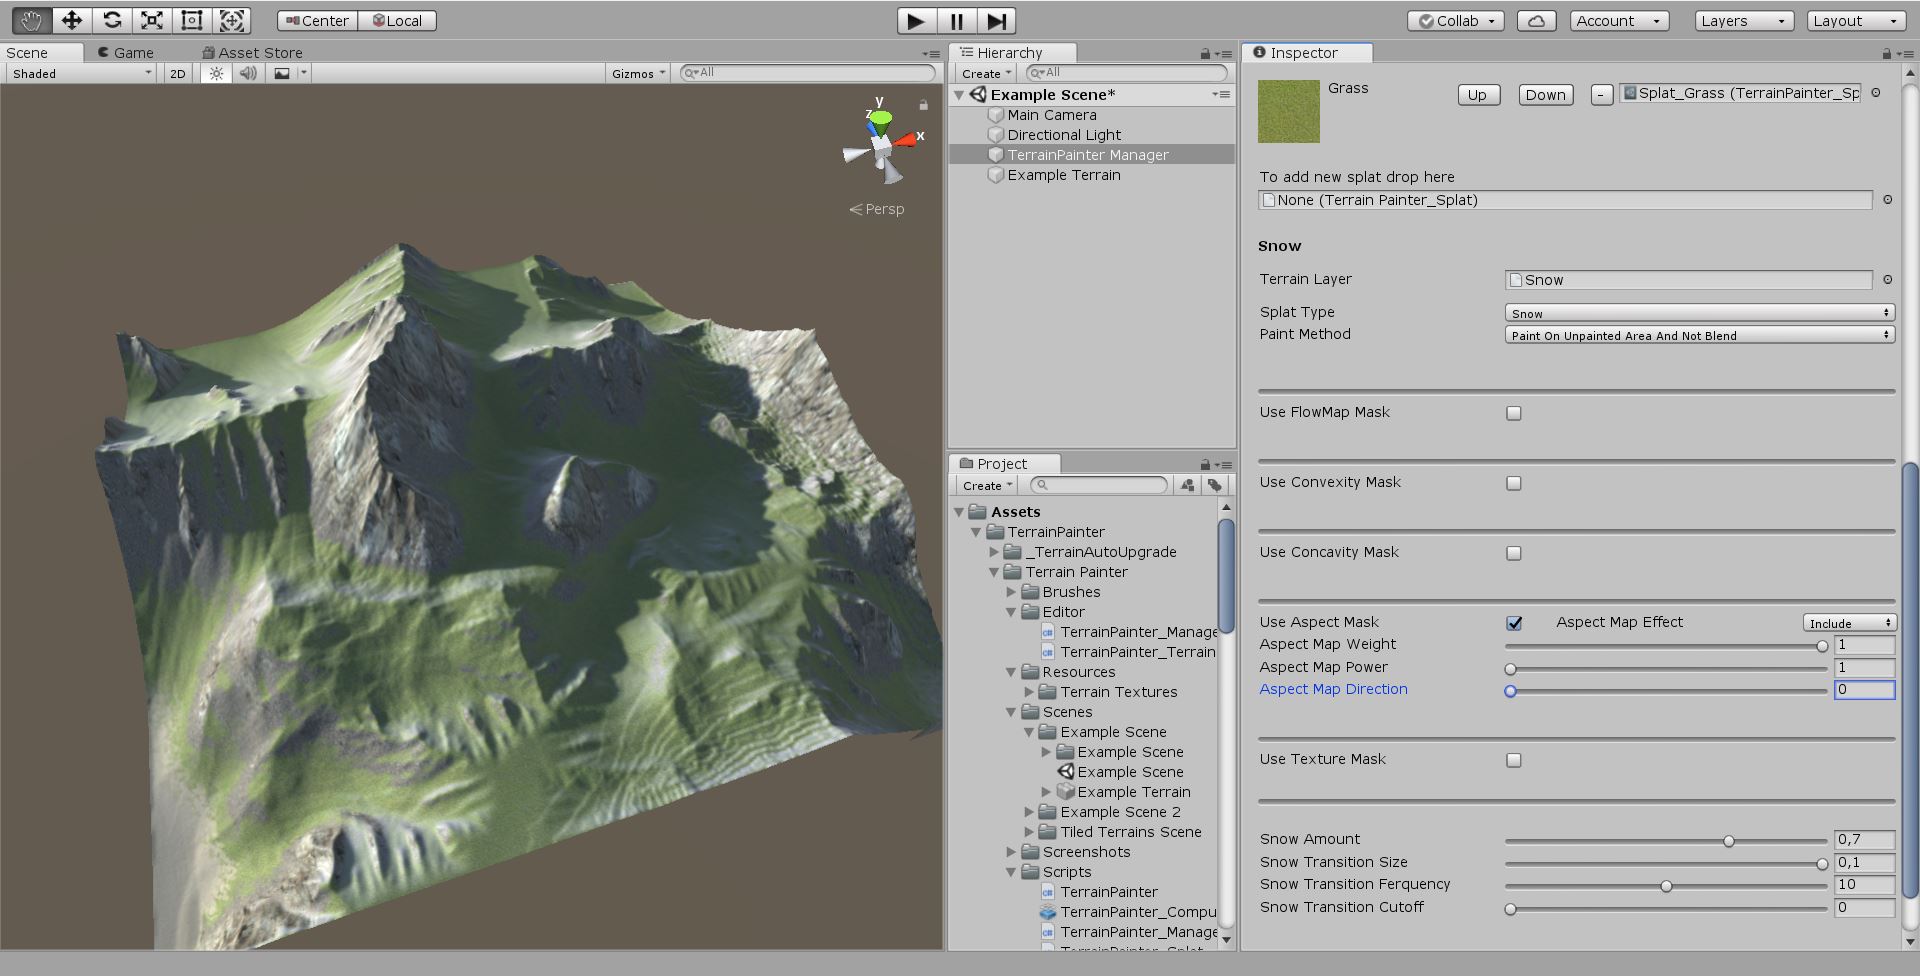 Center Local Collab Account Layers Layout
Scene Game Asset Store
Shaded 2D Gizmos All
y
z
x
Persp
Hierarchy
Create All
Example Scene*
Main Camera
Directional Light
TerrainPainter Manager
Example Terrain
Project
Create
Assets
TerrainPainter
_TerrainAutoUpgrade
Terrain Painter
Brushes
Editor
TerrainPainter_Manage
TerrainPainter_Terrain
Resources
Terrain Textures
Scenes
Example Scene
Example Scene
Example Scene
Example Terrain
Example Scene 2
Tiled Terrains Scene
Screenshots
Scripts
TerrainPainter
TerrainPainter_Compu
TerrainPainter_Manage
Inspector
Grass Up Down - Splat_Grass (TerrainPainter_Sp
To add new splat drop here
None (Terrain Painter_Splat)
Snow
Terrain Layer Snow
Splat Type Snow
Paint Method Paint On Unpainted Area And Not Blend
Use FlowMap Mask
Use Convexity Mask
Use Concavity Mask
Use Aspect Mask Aspect Map Effect Include
Aspect Map Weight 1
Aspect Map Power 1
Aspect Map Direction 0
Use Texture Mask
Snow Amount 0,7
Snow Transition Size 0,1
Snow Transition Ferquency 10
Snow Transition Cutoff 0